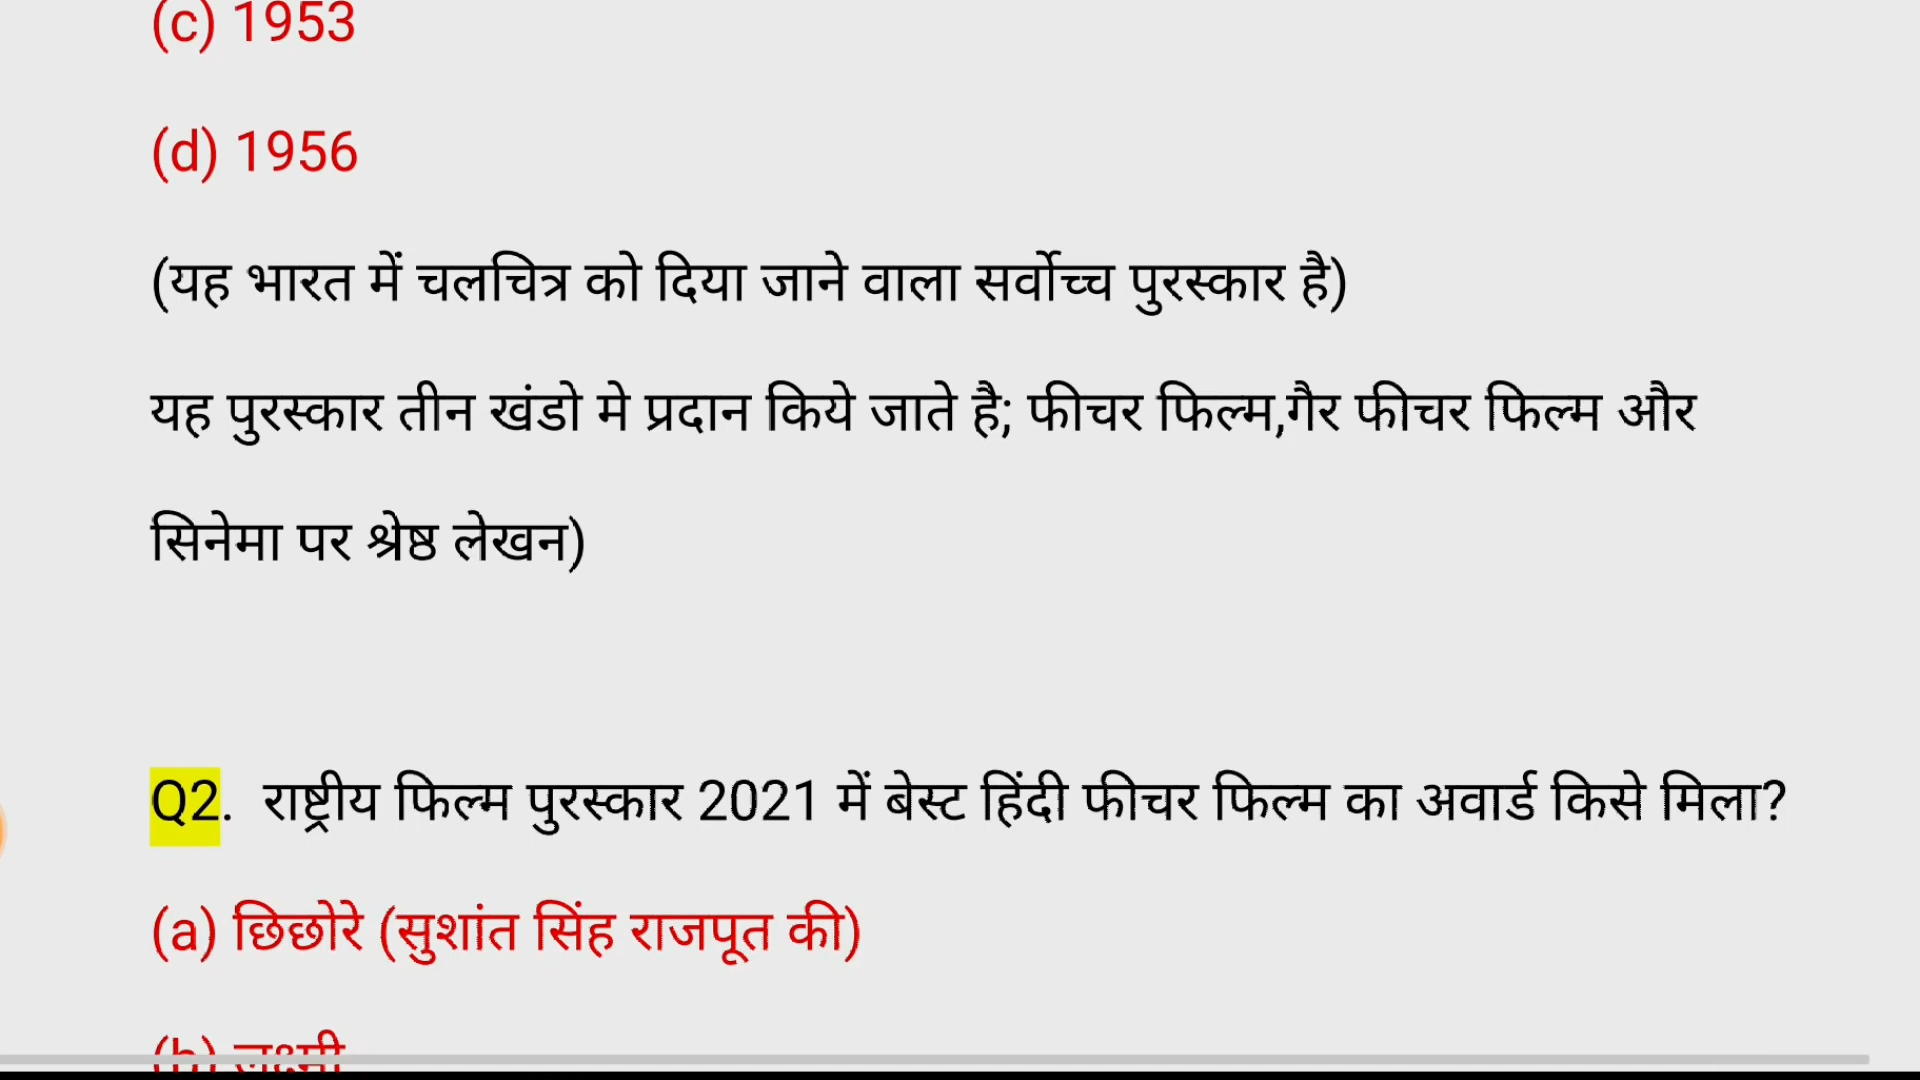 (c) 1953
(d) 1956
(यह भारत में चलचित्र को दिया जाने वाला सर्वोच्च पुरस्कार है)
यह पुरस्कार तीन खंडो मे प्रदान किये जाते है; फीचर फिल्म,गैर फीचर फिल्म और
सिनेमा पर श्रेष्ठ लेखन)
Q2. राष्ट्रीय फिल्म पुरस्कार 2021 में बेस्ट हिंदी फीचर फिल्म का अवार्ड किसे मिला?
(a) छिछोरे (सुशांत सिंह राजपूत की)
(b) लक्ष्मी